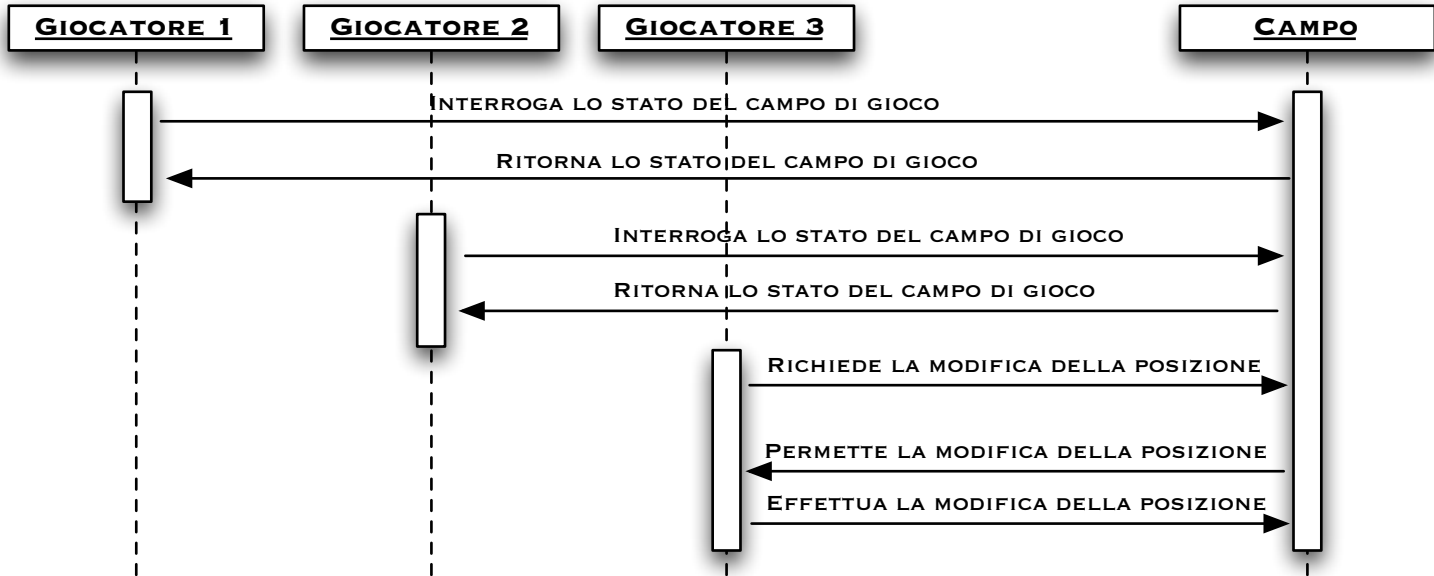 Giocatore 1
Giocatore 2
Giocatore 3
Campo
Interroga lo stato del campo di gioco
Ritorna lo stato del campo di gioco
Interroga lo stato del campo di gioco
Ritorna lo stato del campo di gioco
Richiede la modifica della posizione
Permette la modifica della posizione
Effettua la modifica della posizione